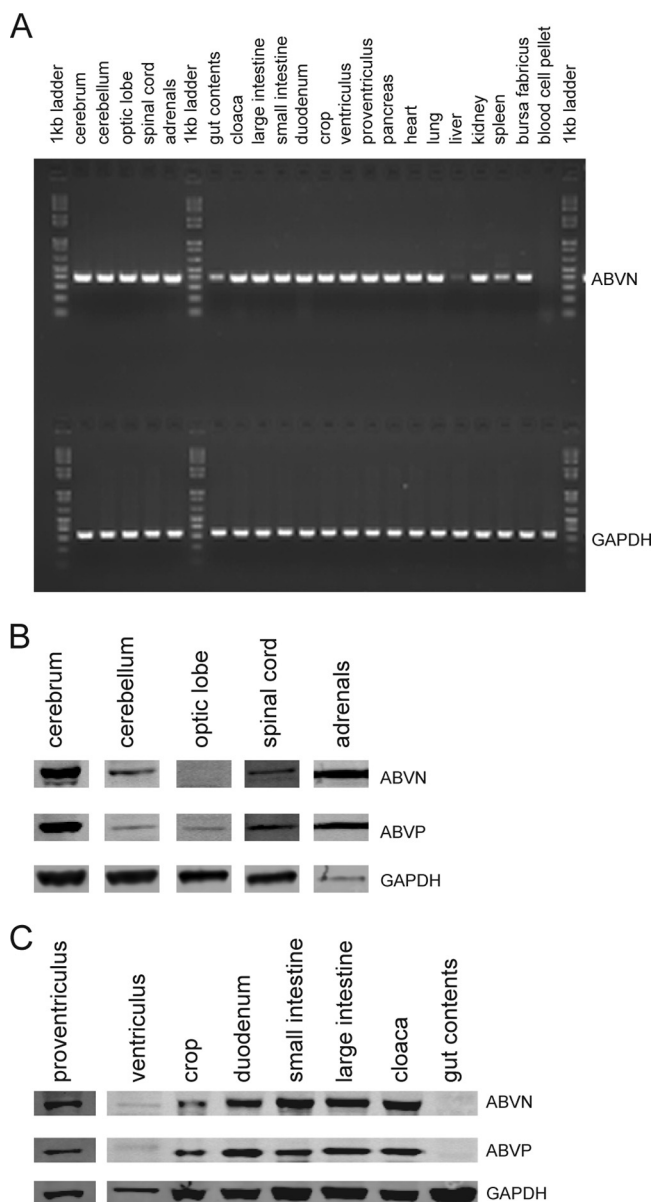 A
1kb ladder
cerebrum
cerebellum
optic lobe
spinal cord
adrenals
1kb ladder
gut contents
cloaca
large intestine
small intestine
duodenum
crop
ventriculus
proventriculus
pancreas
heart
lung
liver
kidney
spleen
bursa fabricus
blood cell pellet
1kb ladder
ABVN
GAPDH
B
cerebrum
cerebellum
optic lobe
spinal cord
adrenals
ABVN
ABVP
GAPDH
C
proventriculus
ventriculus
crop
duodenum
small intestine
large intestine
cloaca
gut contents
ABVN
ABVP
GAPDH